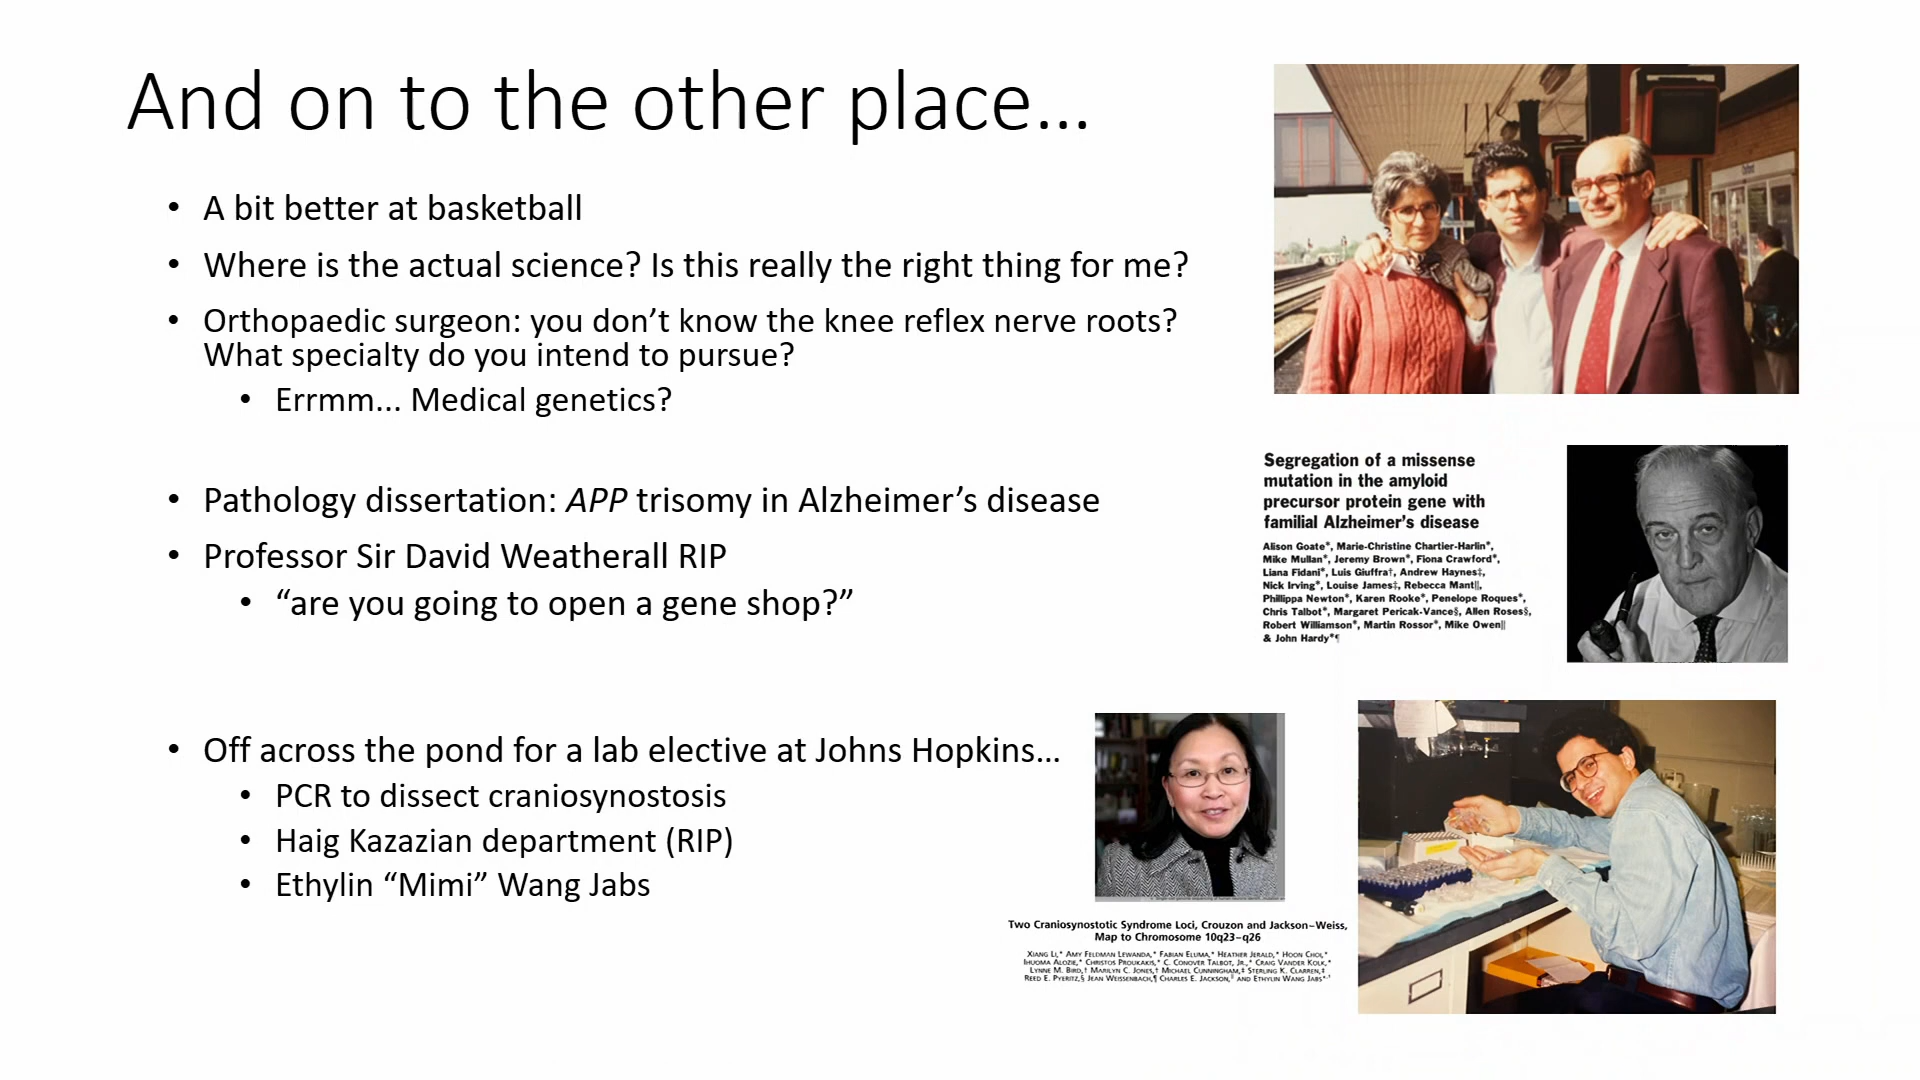 And on to the other place...
• A bit better at basketball
• Where is the actual science? Is this really the right thing for me?
• Orthopaedic surgeon: you don’t know the knee reflex nerve roots?
What specialty do you intend to pursue?
• Errmm... Medical genetics?
• Pathology dissertation: APP trisomy in Alzheimer’s disease
• Professor Sir David Weatherall RIP
• “are you going to open a gene shop?”
• Off across the pond for a lab elective at Johns Hopkins...
• PCR to dissect craniosynostosis
• Haig Kazazian department (RIP)
• Ethylin “Mimi” Wang Jabs
Segregation of a missense
mutation in the amyloid
precursor protein gene with
familial Alzheimer’s disease
Alison Goate*, Marie-Christine Chartier-Harlin*,
Mike Mullan*, Jeremy Brown*, Fiona Crawford*,
Liana Fidani*, Luis Giuffra†, Andrew Haynes‡,
Nick Irving*, Louise James‡, Rebecca Mant||,
Phillippa Newton*, Karen Rooke*, Penelope Roques*,
Chris Talbot*, Margaret Pericak-Vance§, Allen Roses§,
Robert Williamson*, Martin Rossor*, Mike Owen||
& John Hardy*¶
Two Craniosynostotic Syndrome Loci, Crouzon and Jackson–Weiss,
Map to Chromosome 10q23–q26
XIANG LI,* AMY FELDMAN LEWANDA,* FABIAN ELUMA,* HEATHER JERALD,* HOON CHOI,*
IHUOMA ALOZIE,* CHRISTOS PROUKAKIS,* C. CONOVER TALBOT, JR.,* CRAIG VANDER KOLK,*
LYNNE M. BIRD,† MARILYN C. JONES,† MICHAEL CUNNINGHAM,‡ STERLING K. CLARREN,‡
REED E. PYERITZ,§ JEAN WEISSENBACH,¶ CHARLES E. JACKSON,|| AND ETHYLIN WANG JABS*